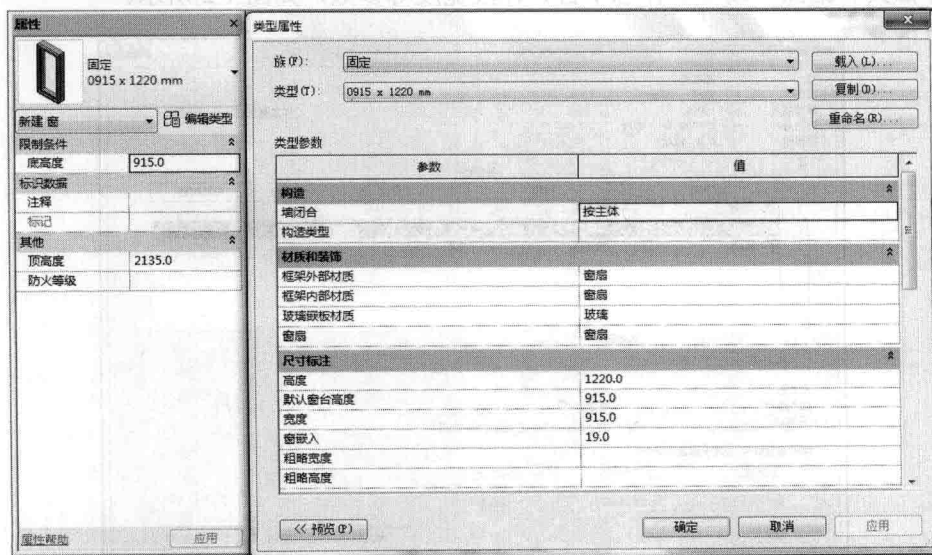 属性
固定
0915 x 1220 mm
新建 窗
编辑类型
限制条件
底高度 915.0
标识数据
注释
标记
其他
顶高度 2135.0
防火等级
属性帮助
应用
类型属性
族(F): 固定 载入(L)...
类型(T): 0915 x 1220 mm 复制(D)...
重命名(R)...
类型参数
参数 值
构造
墙闭合 按主体
构造类型
材质和装饰
框架外部材质 窗扇
框架内部材质 窗扇
玻璃嵌板材质 玻璃
窗扇 窗扇
尺寸标注
高度 1220.0
默认窗台高度 915.0
宽度 915.0
窗嵌入 19.0
粗略宽度
粗略高度
<< 预览(P) 确定 取消 应用